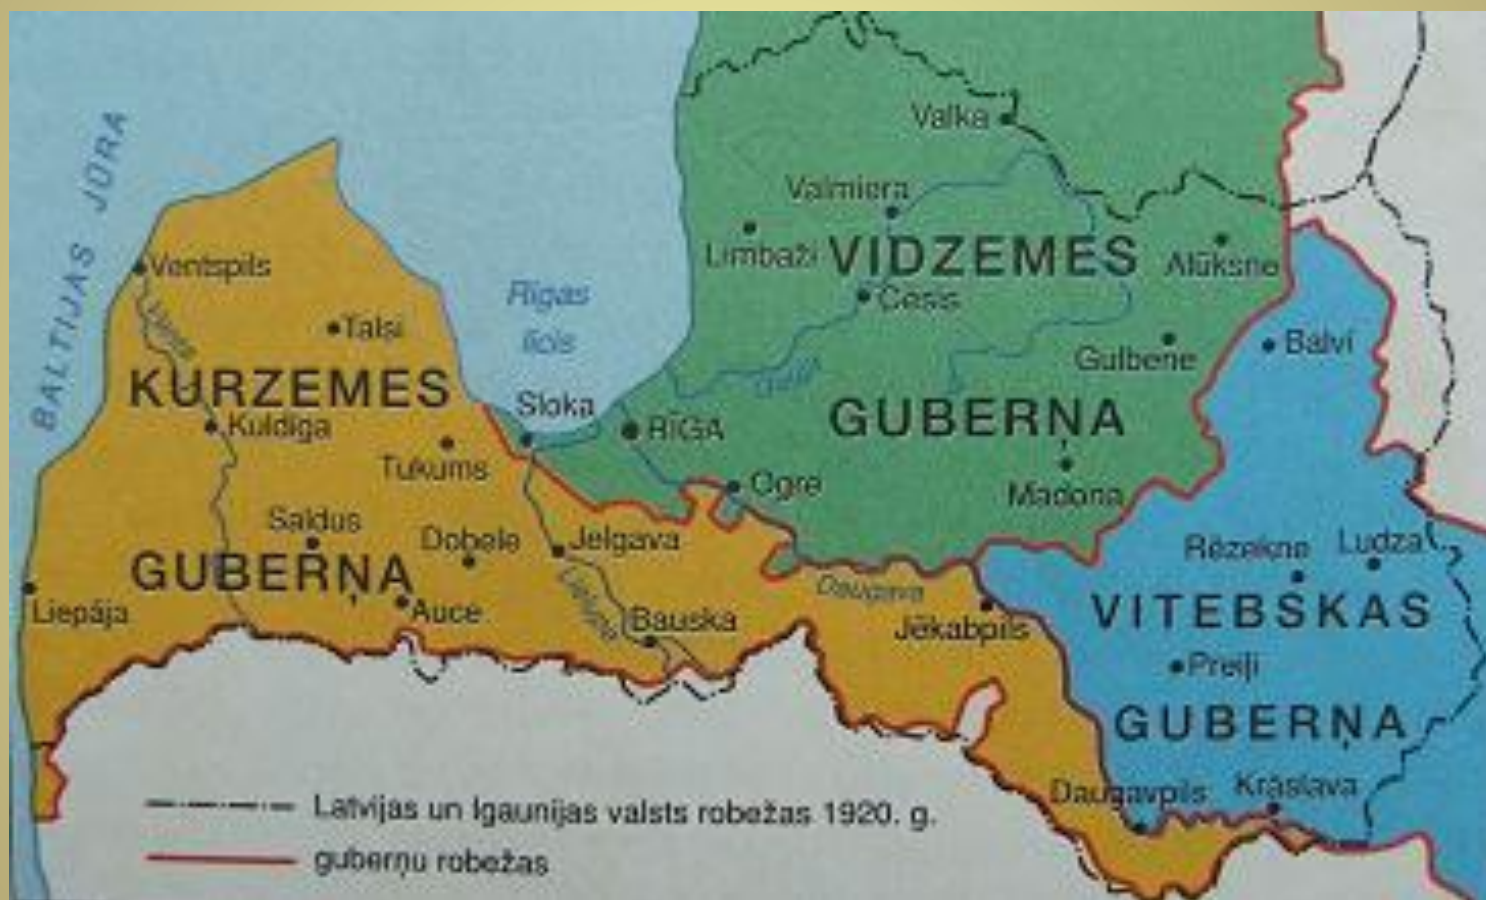 BALTIJAS JŪRA
Rīgas
līcis
Valka
Valmiera
Limbaži
VIDZEMES
Alūksne
Cēsis
Gulbene
Balvi
Ventspils
Talsi
KURZEMES
Kuldīga
Tukums
Sloka
RĪGA
GUBERŅA
Ogre
Madona
Saldus
Dobele
Jelgava
GUBERŅA
Liepāja
Auce
Bauska
Daugava
Jēkabpils
Rēzekne
Ludza
VITEBSKAS
Preiļi
GUBERŅA
Daugavpils
Krāslava
Latvijas un Igaunijas valsts robežas 1920. g.
guberņu robežas